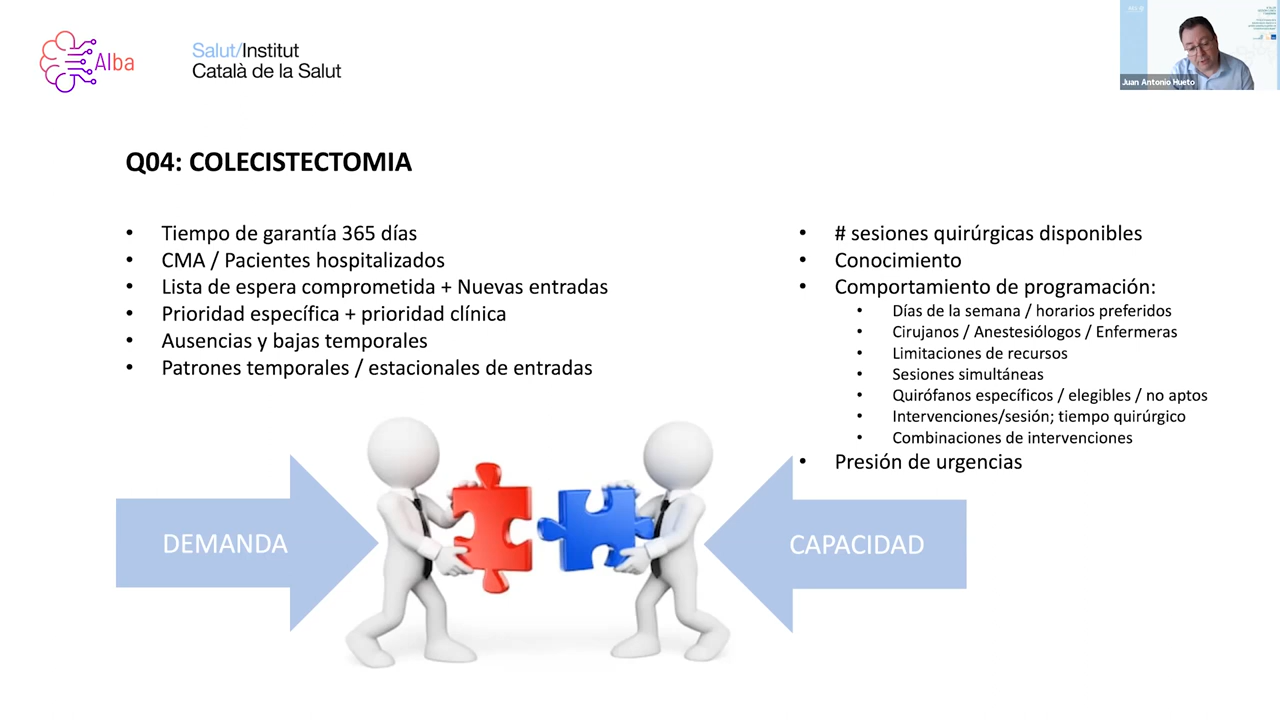 Alba
Salut/Institut
Català de la Salut
Juan Antonio Hueto
Q04: COLECISTECTOMIA
• Tiempo de garantía 365 días
• CMA / Pacientes hospitalizados
• Lista de espera comprometida + Nuevas entradas
• Prioridad específica + prioridad clínica
• Ausencias y bajas temporales
• Patrones temporales / estacionales de entradas
• # sesiones quirúrgicas disponibles
• Conocimiento
• Comportamiento de programación:
• Días de la semana / horarios preferidos
• Cirujanos / Anestesiólogos / Enfermeras
• Limitaciones de recursos
• Sesiones simultáneas
• Quirófanos específicos / elegibles / no aptos
• Intervenciones/sesión; tiempo quirúrgico
• Combinaciones de intervenciones
• Presión de urgencias
DEMANDA
CAPACIDAD